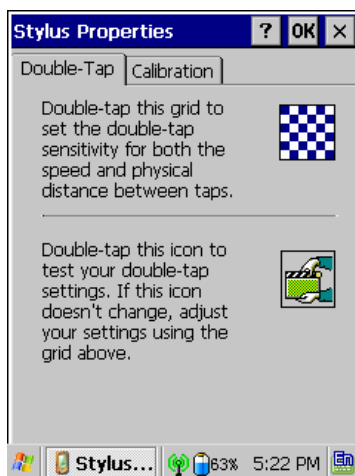 Stylus Properties ? OK ×
Double-Tap Calibration
Double-tap this grid to
set the double-tap
sensitivity for both the
speed and physical
distance between taps.
Double-tap this icon to
test your double-tap
settings. If this icon
doesn't change, adjust
your settings using the
grid above.
Stylus... 63% 5:22 PM En